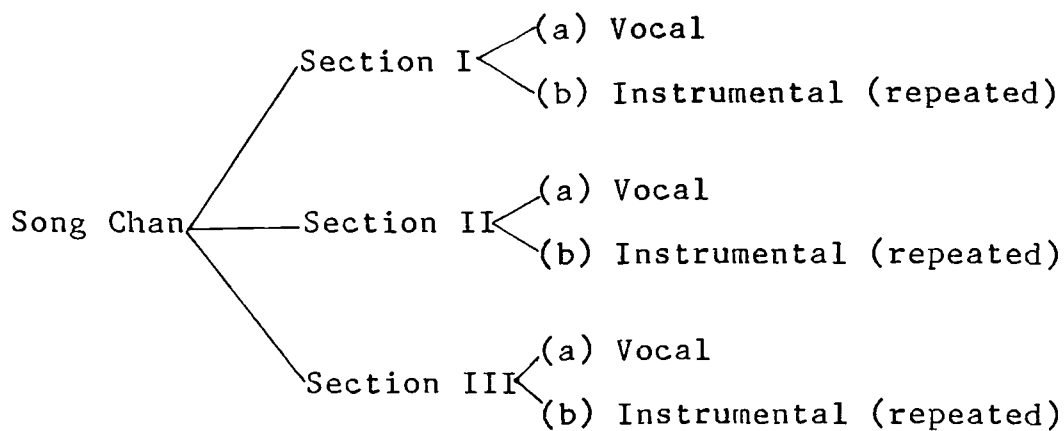 (a) Vocal
Section I
(b) Instrumental (repeated)
(a) Vocal
Song Chan Section II
(b) Instrumental (repeated)
(a) Vocal
Section III
(b) Instrumental (repeated)